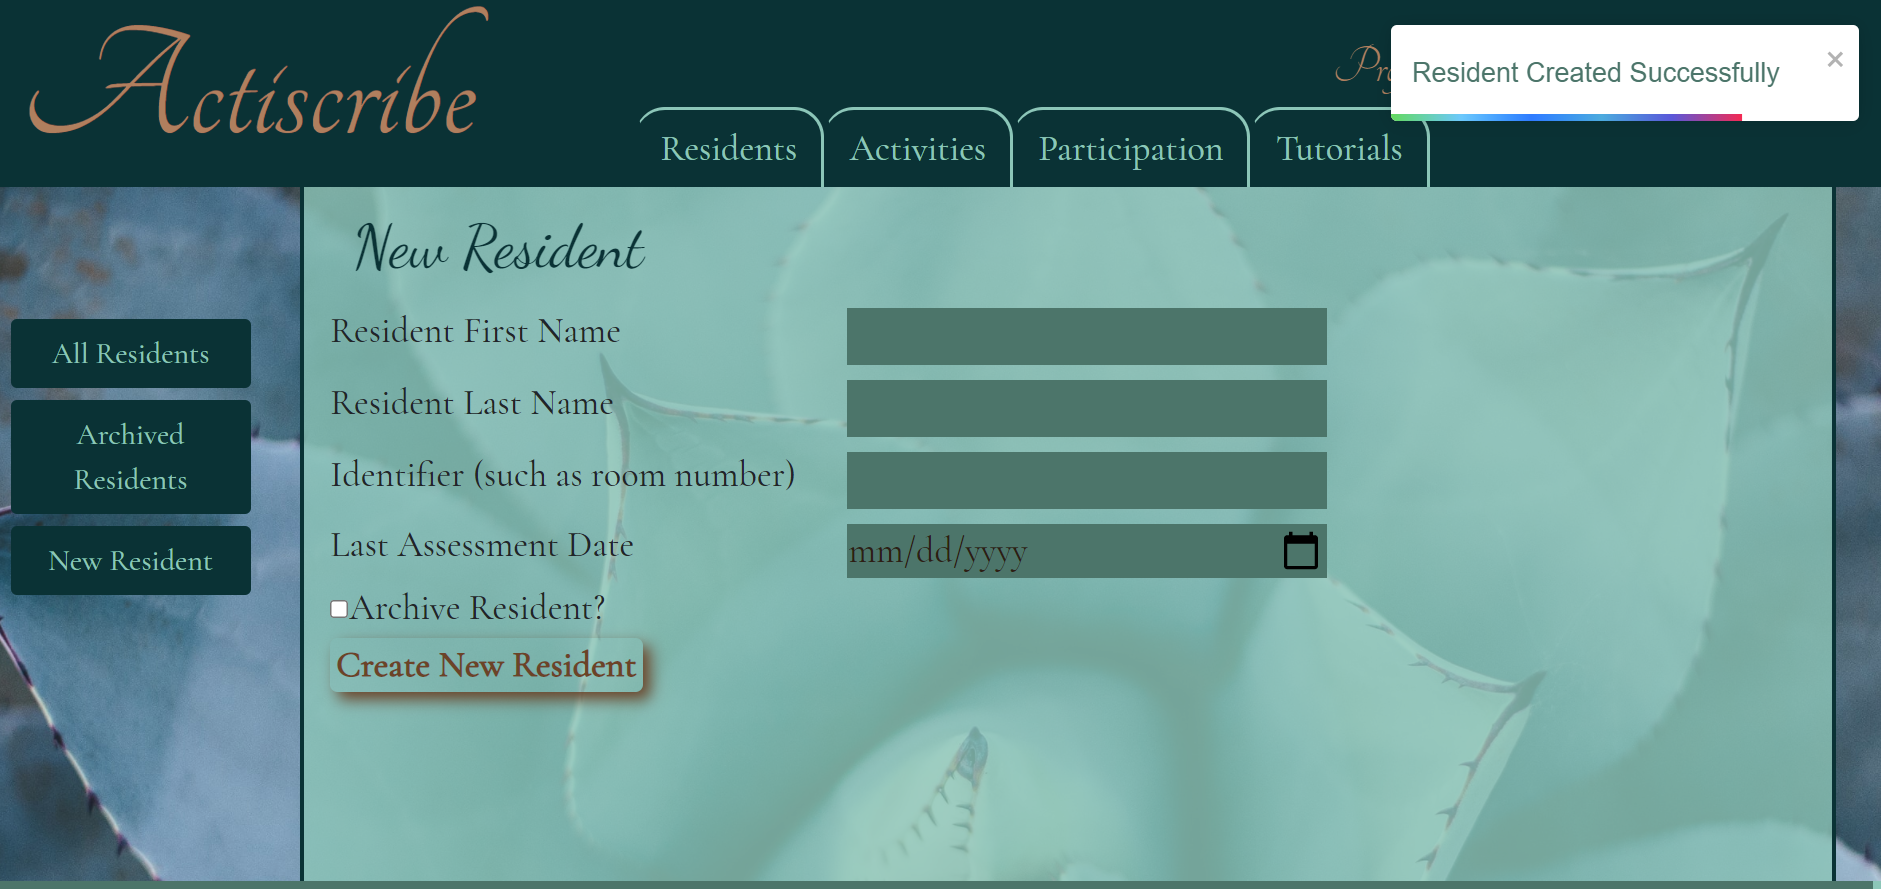 Actiscribe
Resident Created Successfully
Residents
Activities
Participation
Tutorials
New Resident
All Residents
Archived
Residents
New Resident
Resident First Name
Resident Last Name
Identifier (such as room number)
Last Assessment Date
mm/dd/yyyy
Archive Resident?
Create New Resident